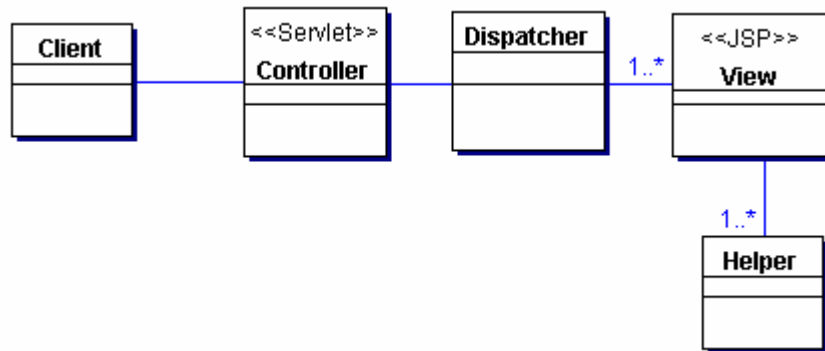 Client
<<Servlet>>
Controller
Dispatcher
1..*
<<JSP>>
View
1..*
Helper